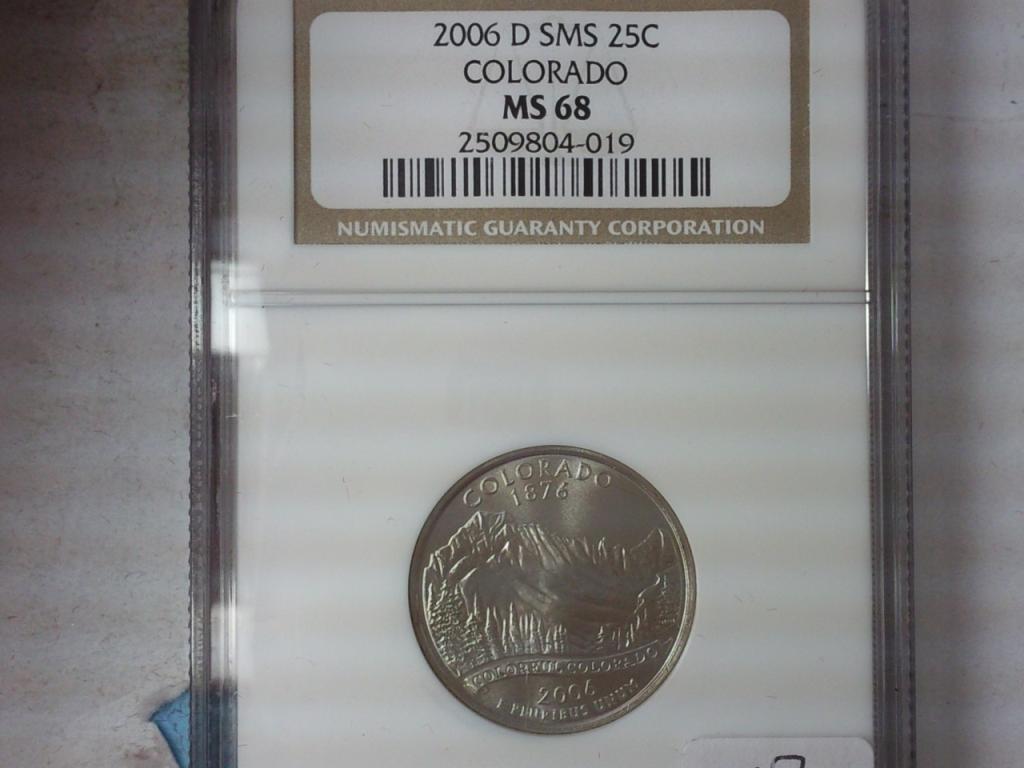 2006 D SMS 25C
COLORADO
MS 68
2509804-019
NUMISMATIC GUARANTY CORPORATION
COLORADO
1876
COLORFUL COLORADO
2006
E PLURIBUS UNUM